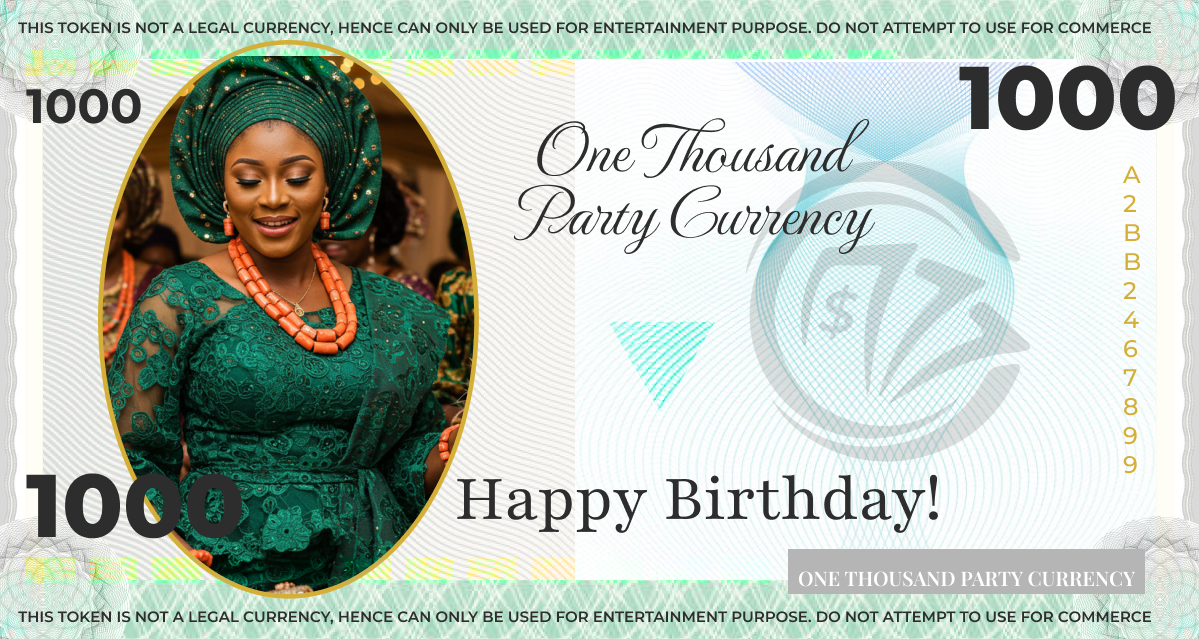 THIS TOKEN IS NOT A LEGAL CURRENCY, HENCE CAN ONLY BE USED FOR ENTERTAINMENT PURPOSE. DO NOT ATTEMPT TO USE FOR COMMERCE
1000
1000
One Thousand
Party Currency
A
2
B
B
2
4
6
7
8
9
9
$
1000
Happy Birthday!
ONE THOUSAND PARTY CURRENCY
THIS TOKEN IS NOT A LEGAL CURRENCY, HENCE CAN ONLY BE USED FOR ENTERTAINMENT PURPOSE. DO NOT ATTEMPT TO USE FOR COMMERCE